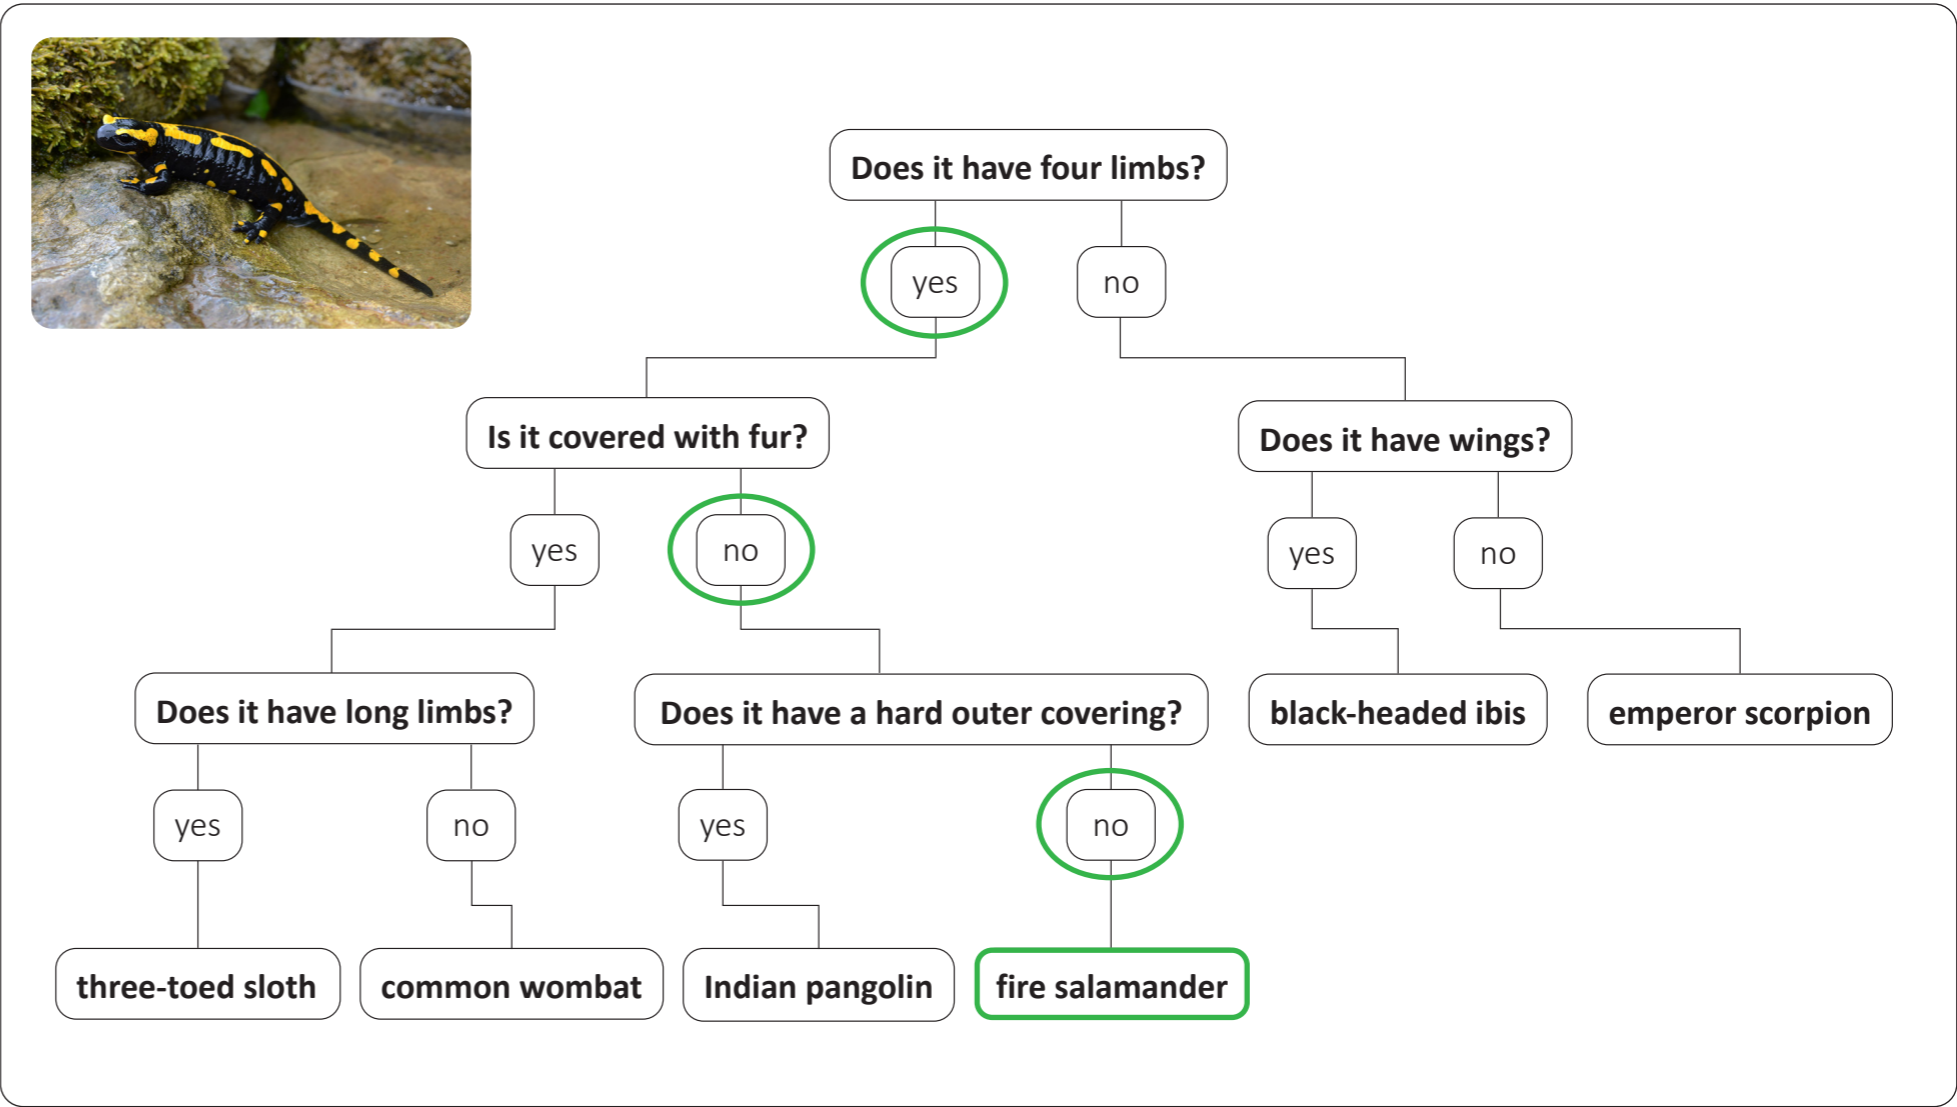 Does it have four limbs?
yes
no
Is it covered with fur?
Does it have wings?
yes
no
yes
no
Does it have long limbs?
Does it have a hard outer covering?
black-headed ibis
emperor scorpion
yes
no
yes
no
three-toed sloth
common wombat
Indian pangolin
fire salamander